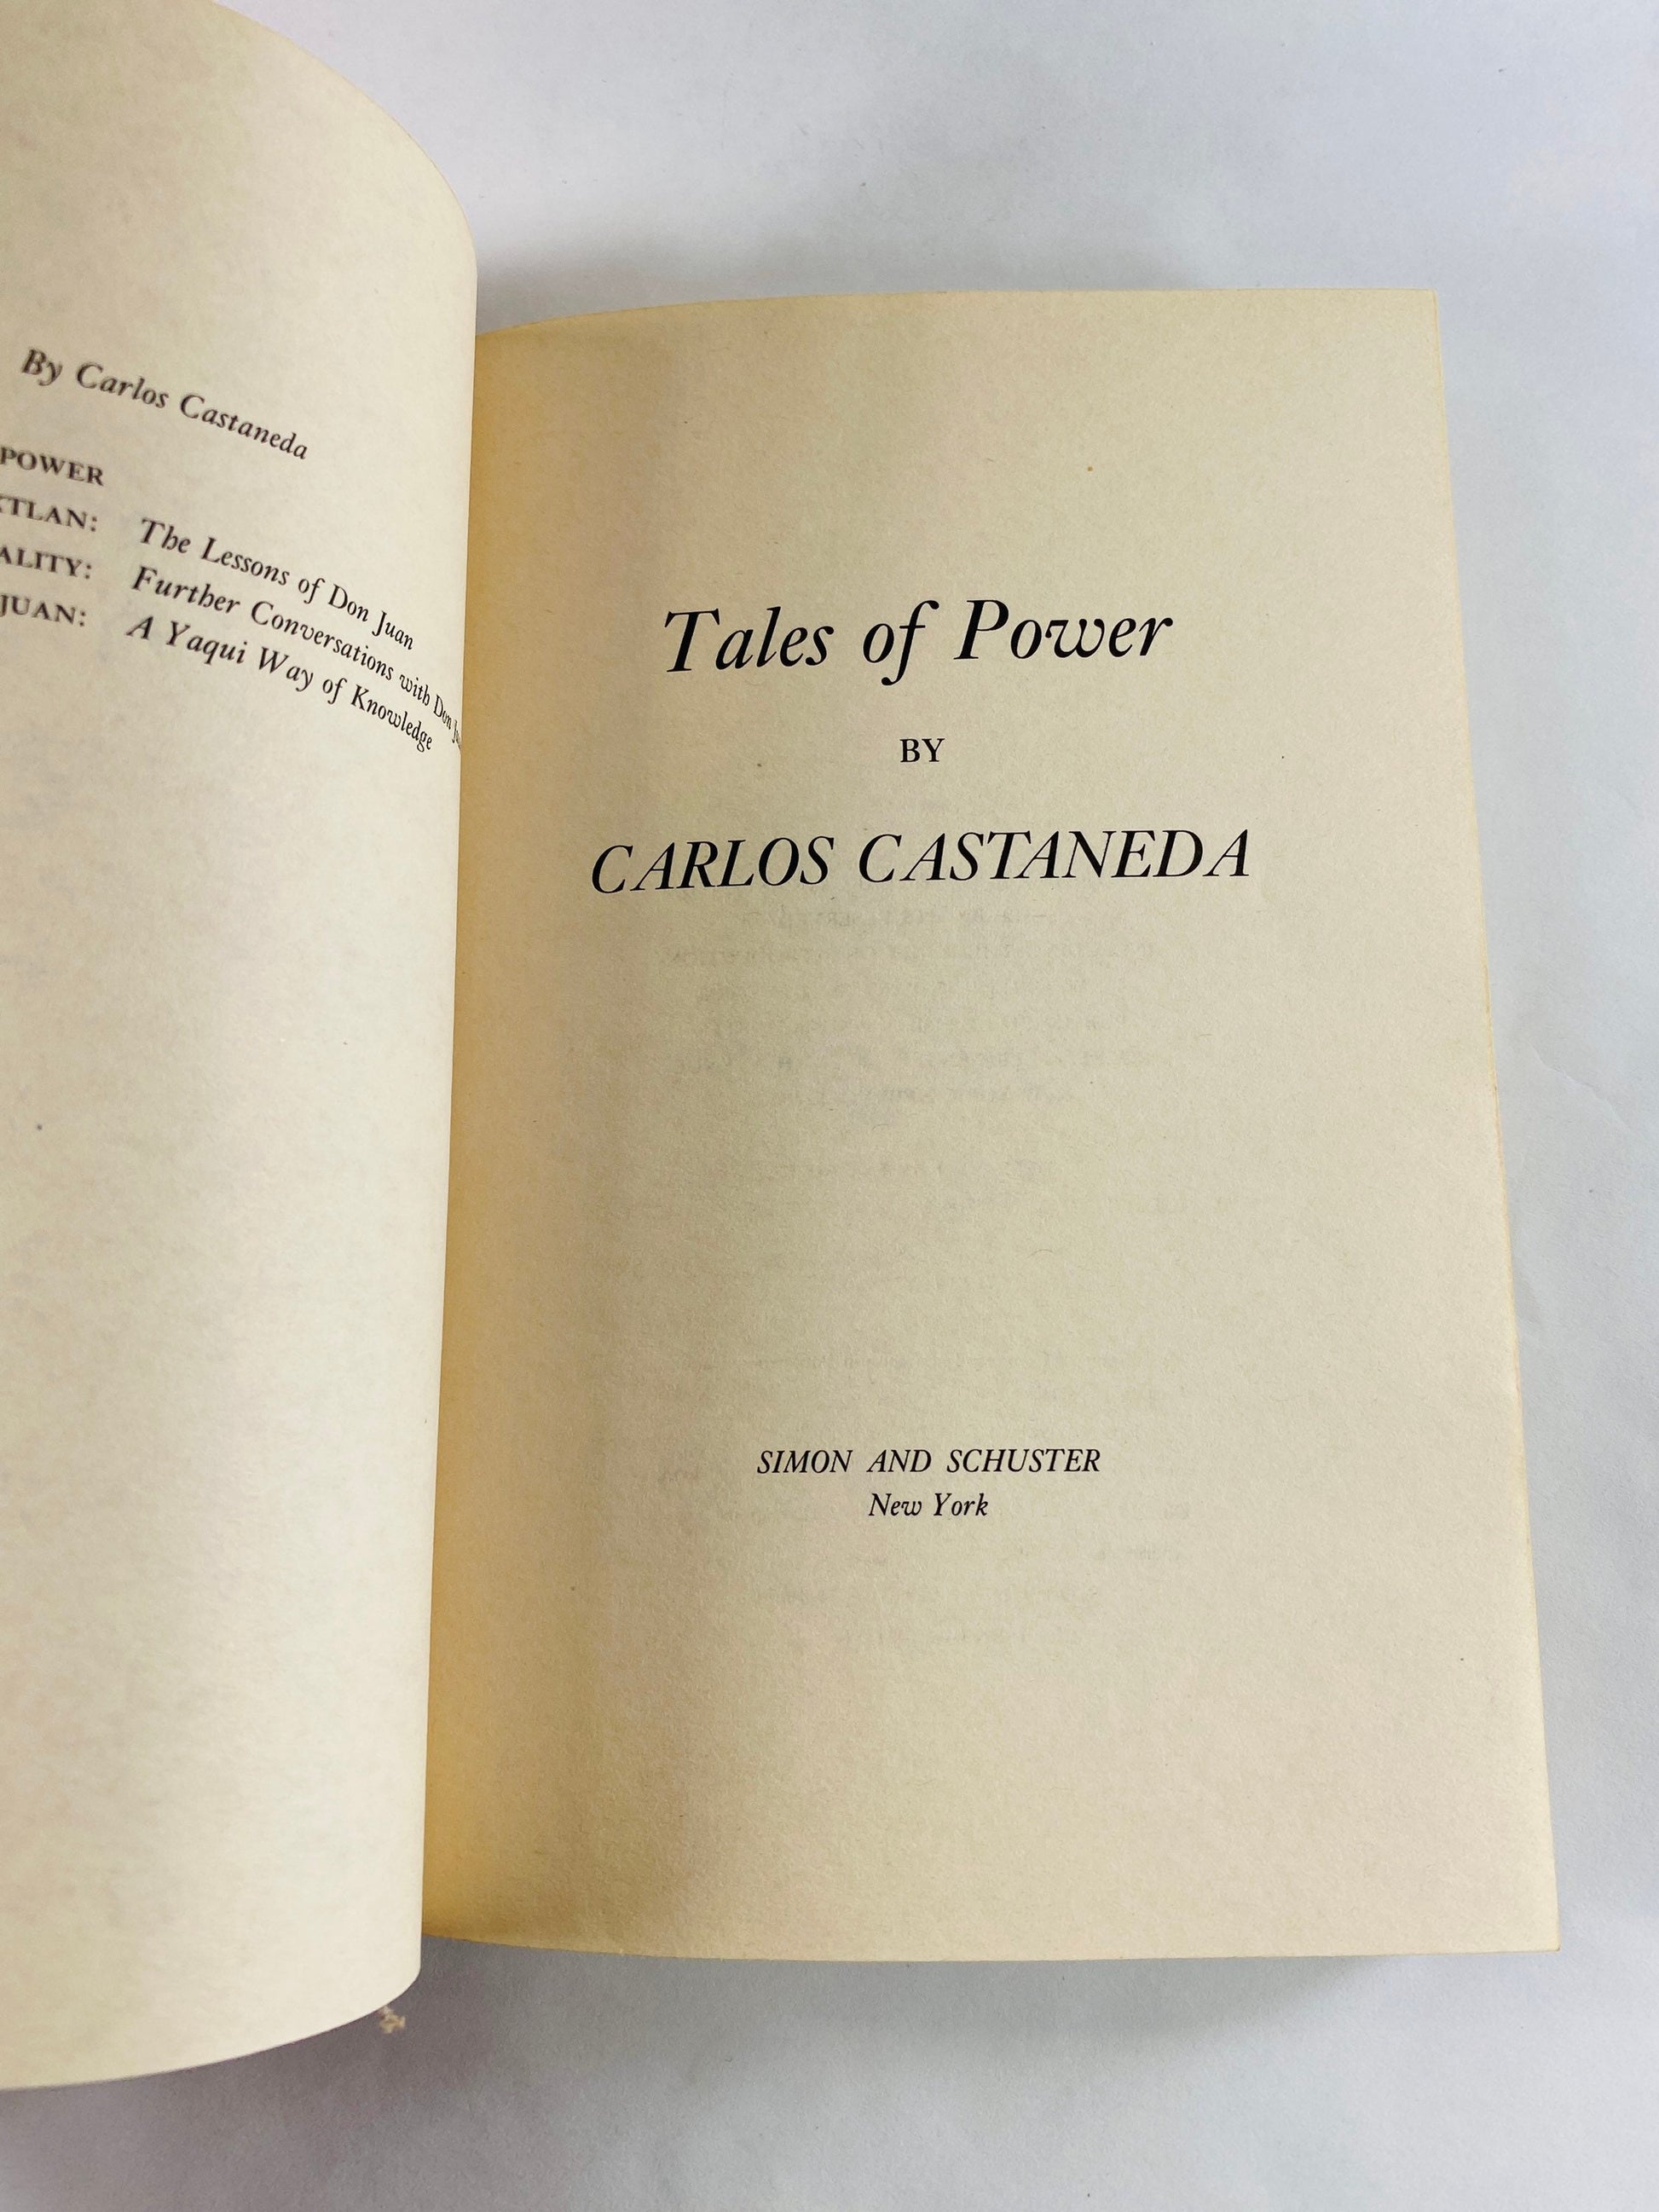 By Carlos Castaneda
POWER
TLAN: The Lessons of Don Juan
ALITY: Further Conversations with Don
JUAN: A Yaqui Way of Knowledge
Tales of Power
BY
CARLOS CASTANEDA
SIMON AND SCHUSTER
New York